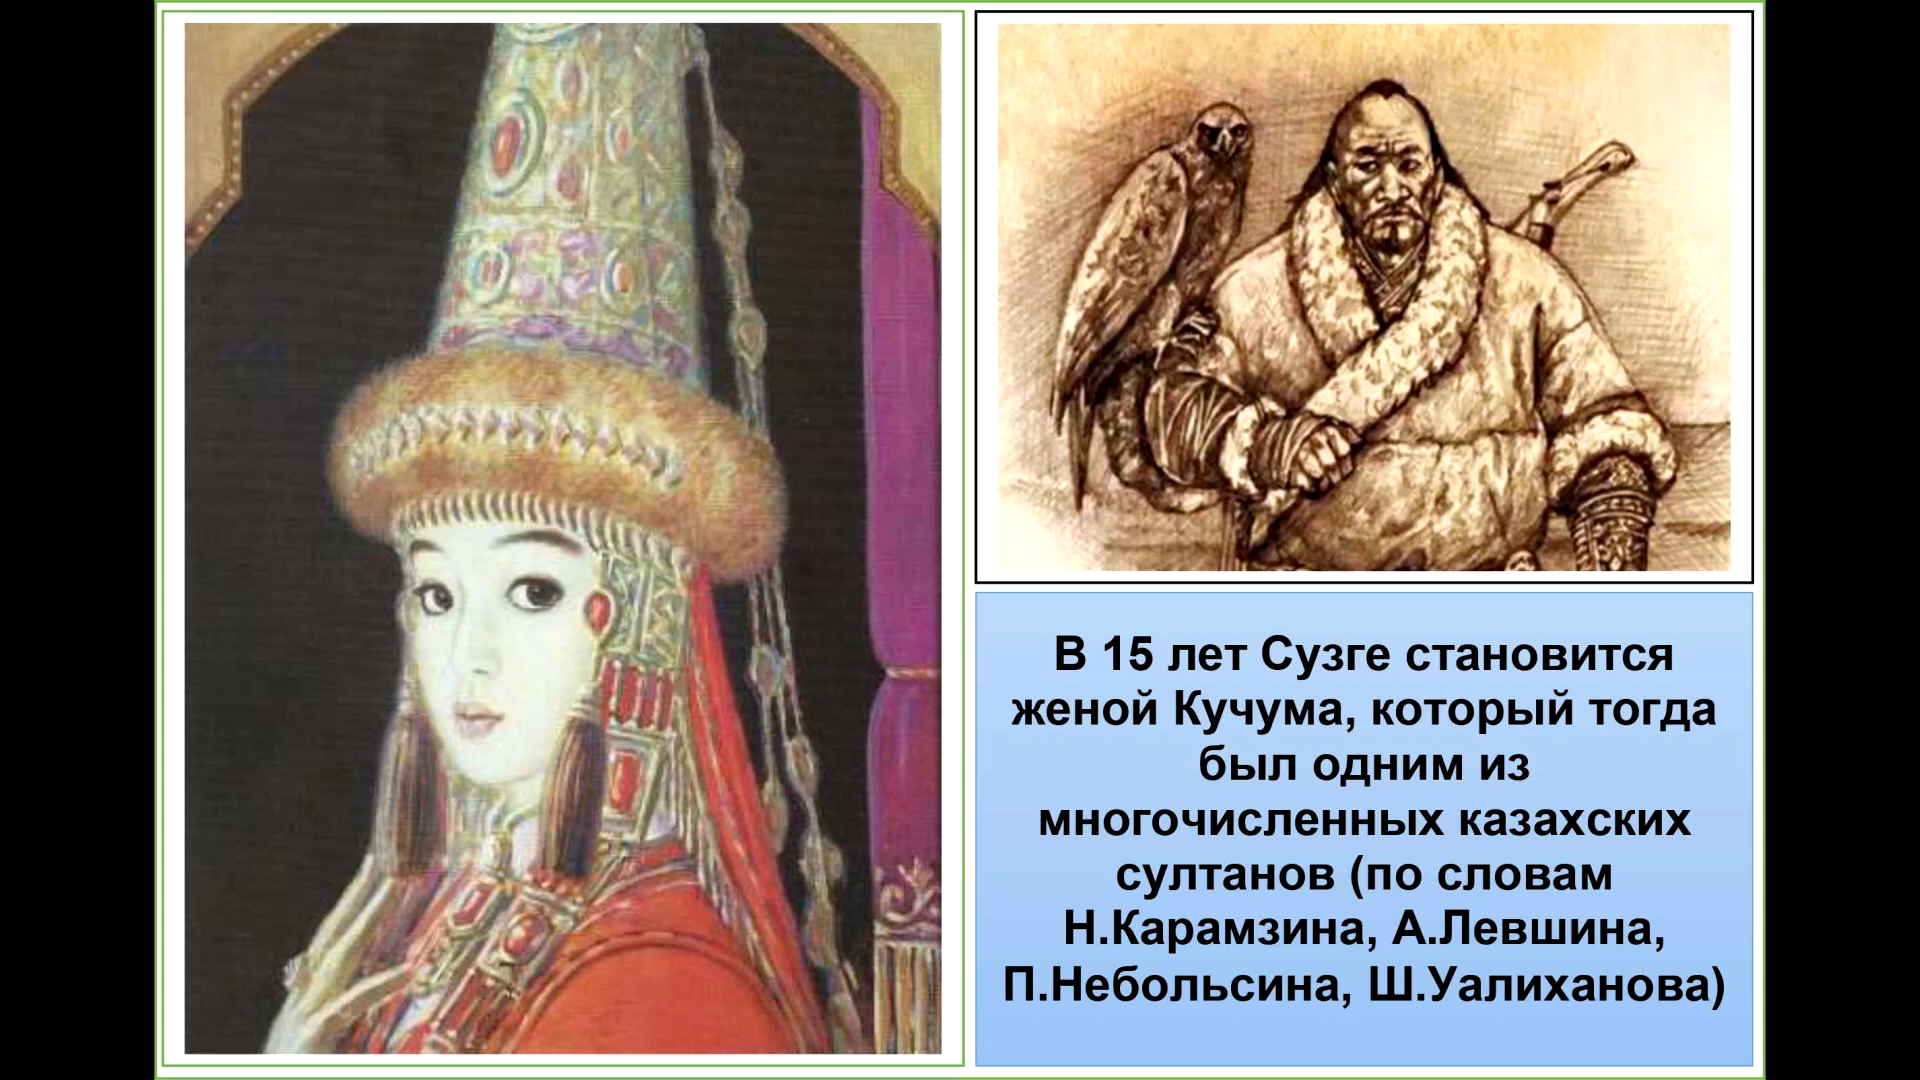 В 15 лет Сузге становится
женой Кучума, который тогда
был одним из
многочисленных казахских
султанов (по словам
Н.Карамзина, А.Левшина,
П.Небольсина, Ш.Уалиханова)